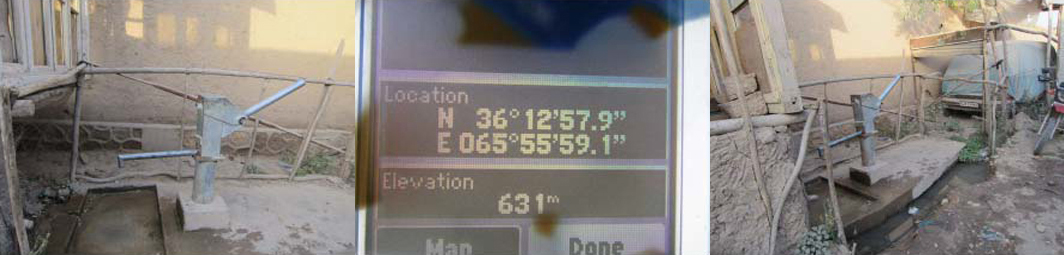 Location
N 36°12'57.9"
E 065°55'59.1"
Elevation
631m
Map
Done